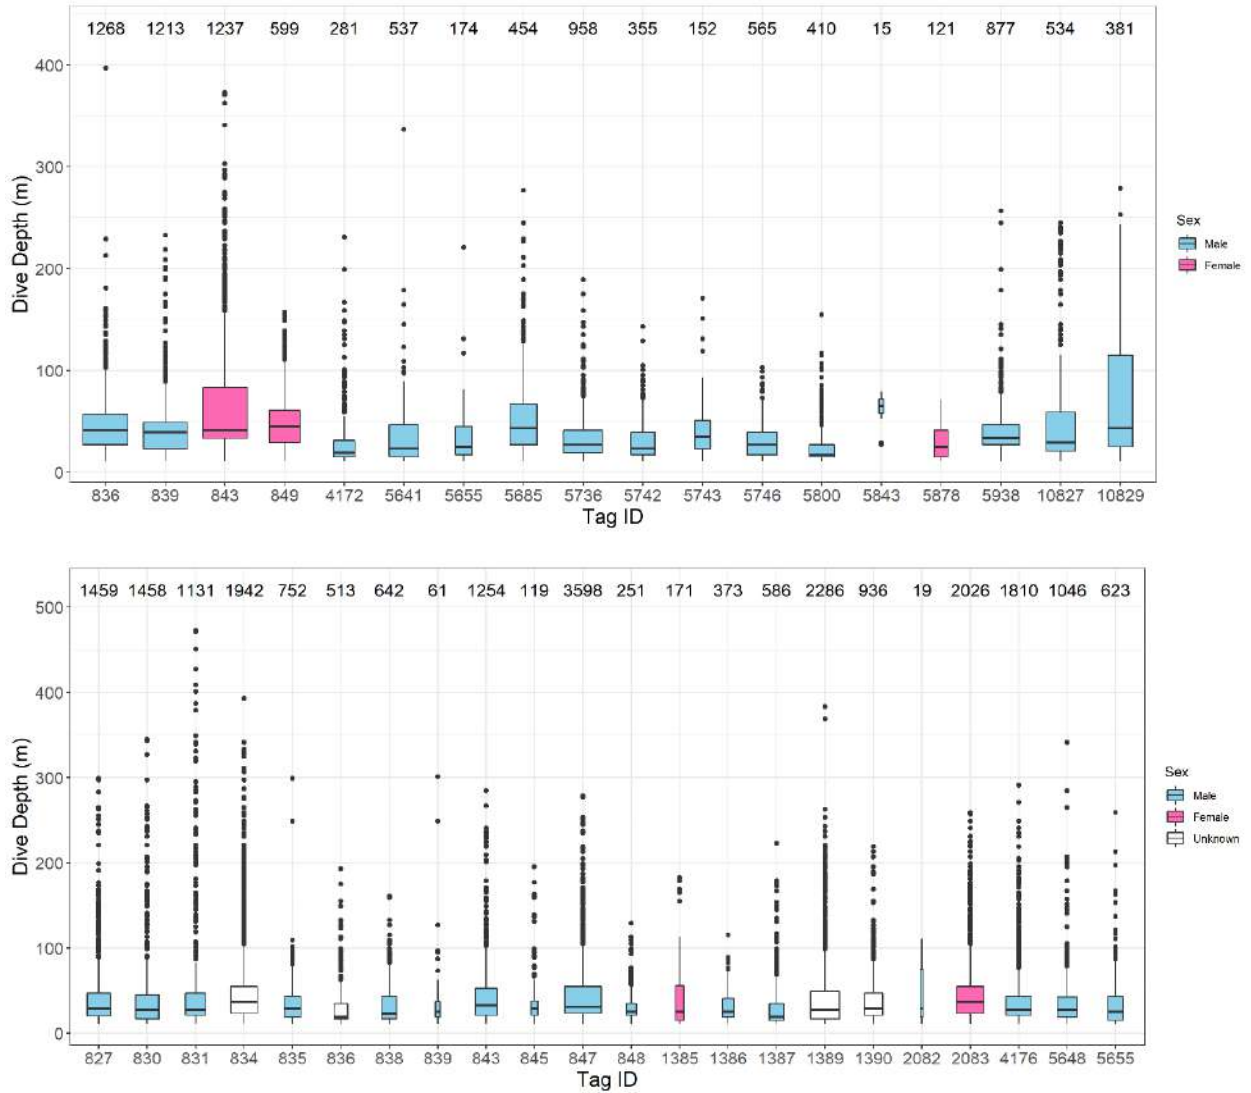 1268 1213 1237 599 281 537 174 454 958 355 152 565 410 15 121 877 534 381
400
300
200
100
0
Dive Depth (m)
836 839 843 849 4172 5641 5655 5685 5736 5742 5743 5746 5800 5843 5878 5938 10827 10829
Tag ID
Sex
Male
Female
1459 1458 1131 1942 752 513 642 61 1254 119 3598 251 171 373 586 2286 936 19 2026 1810 1046 623
500
400
300
200
100
0
Dive Depth (m)
827 830 831 834 835 836 838 839 843 845 847 848 1385 1386 1387 1389 1390 2082 2083 4176 5648 5655
Tag ID
Sex
Male
Female
Unknown